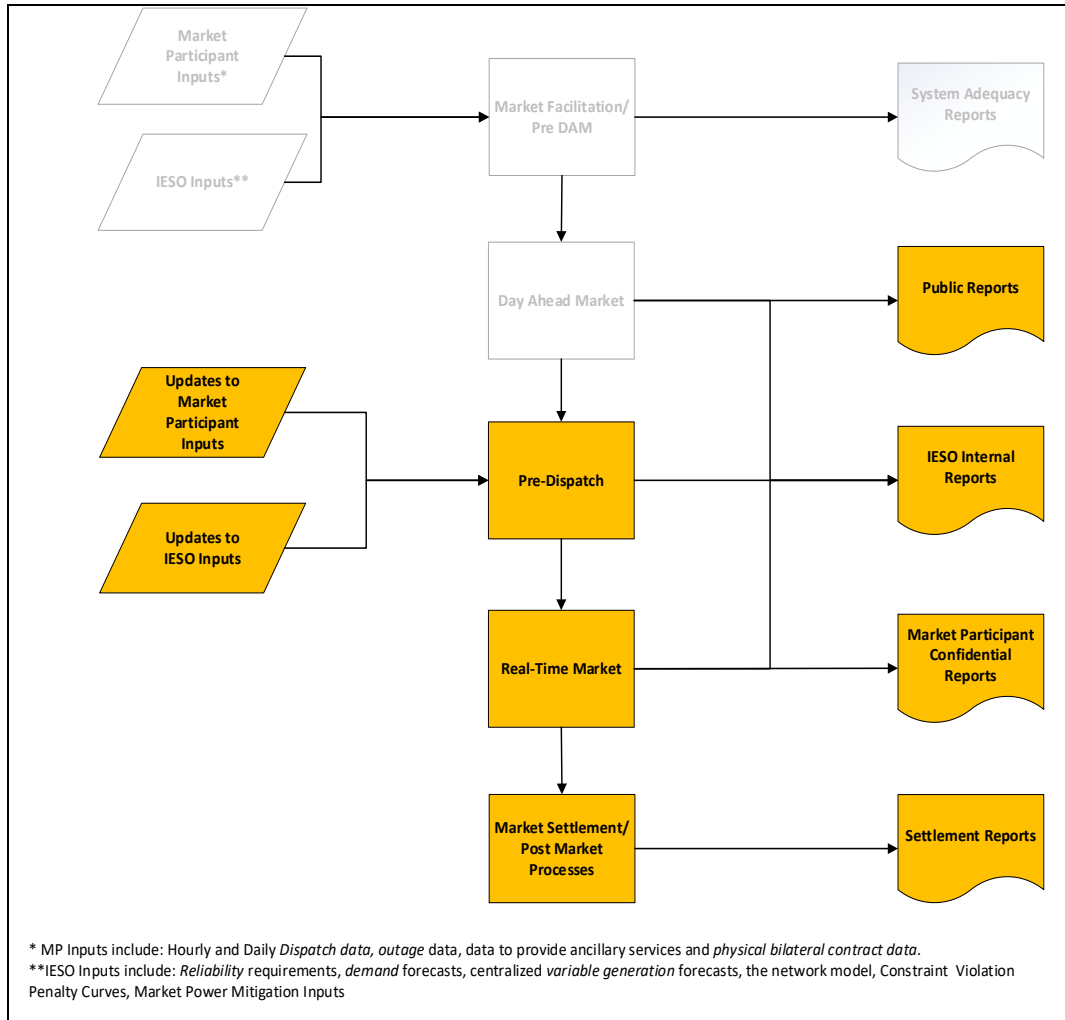 Market
Participant
Inputs*
IESO Inputs**
Market Facilitation/
Pre DAM
System Adequacy
Reports
Day Ahead Market
Public Reports
Updates to
Market
Participant
Inputs
Updates to
IESO Inputs
Pre-Dispatch
IESO Internal
Reports
Real-Time Market
Market Participant
Confidential
Reports
Market Settlement/
Post Market
Processes
Settlement Reports
* MP Inputs include: Hourly and Daily Dispatch data, outage data, data to provide ancillary services and physical bilateral contract data.
**IESO Inputs include: Reliability requirements, demand forecasts, centralized variable generation forecasts, the network model, Constraint Violation
Penalty Curves, Market Power Mitigation Inputs